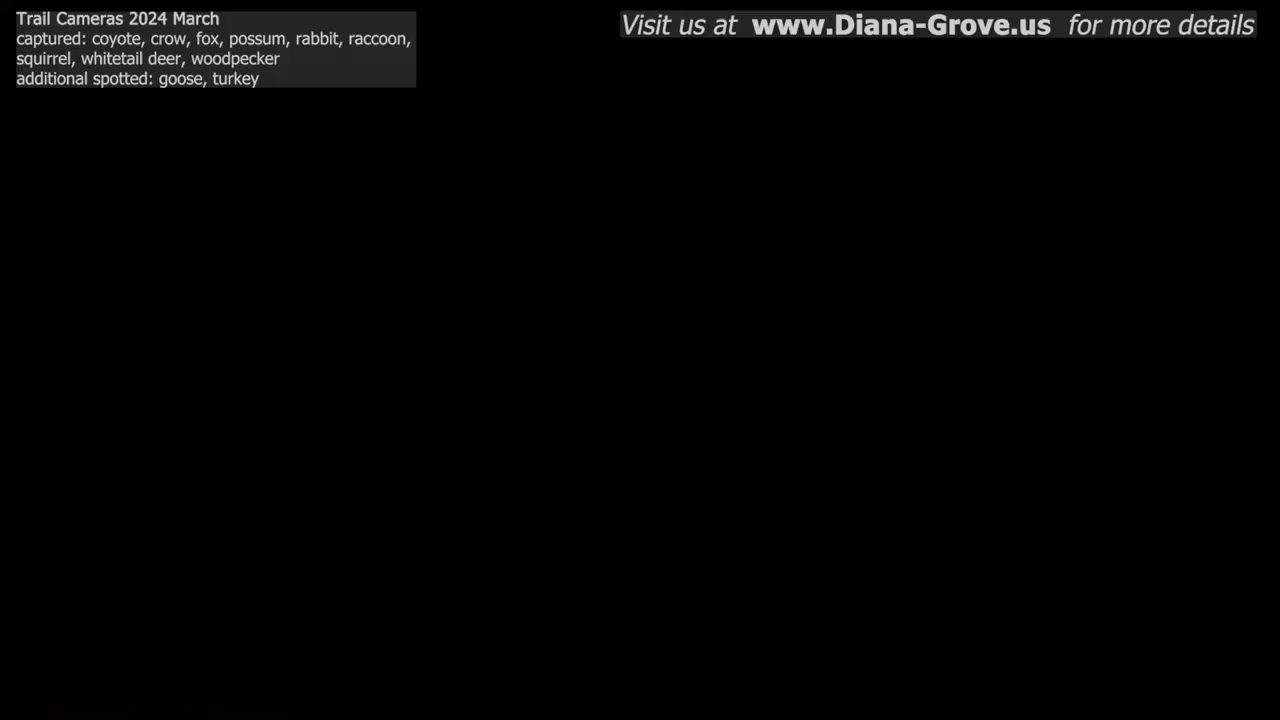 Trail Cameras 2024 March
captured: coyote, crow, fox, possum, rabbit, raccoon,
squirrel, whitetail deer, woodpecker
additional spotted: goose, turkey
Visit us at www.Diana-Grove.us for more details